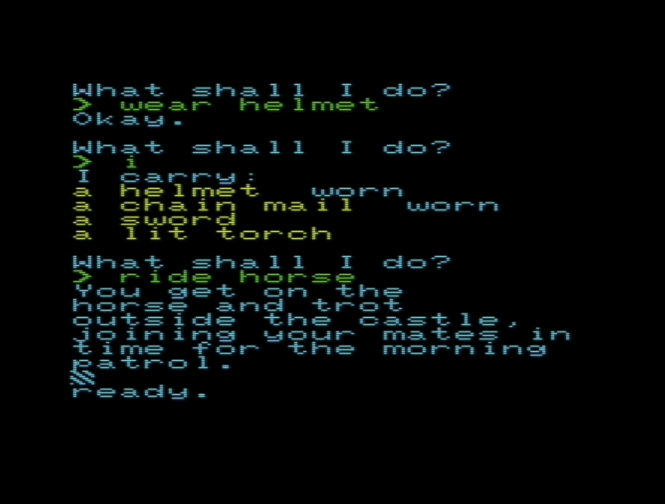 What shall I do?
> wear helmet
Okay.
What shall I do?
> i
I carry:
a helmet worn
a chain mail worn
a sword
a lit torch
What shall I do?
> ride horse
You get on the
horse and trot
outside the castle,
joining your mates in
time for the morning
patrol.
ready.